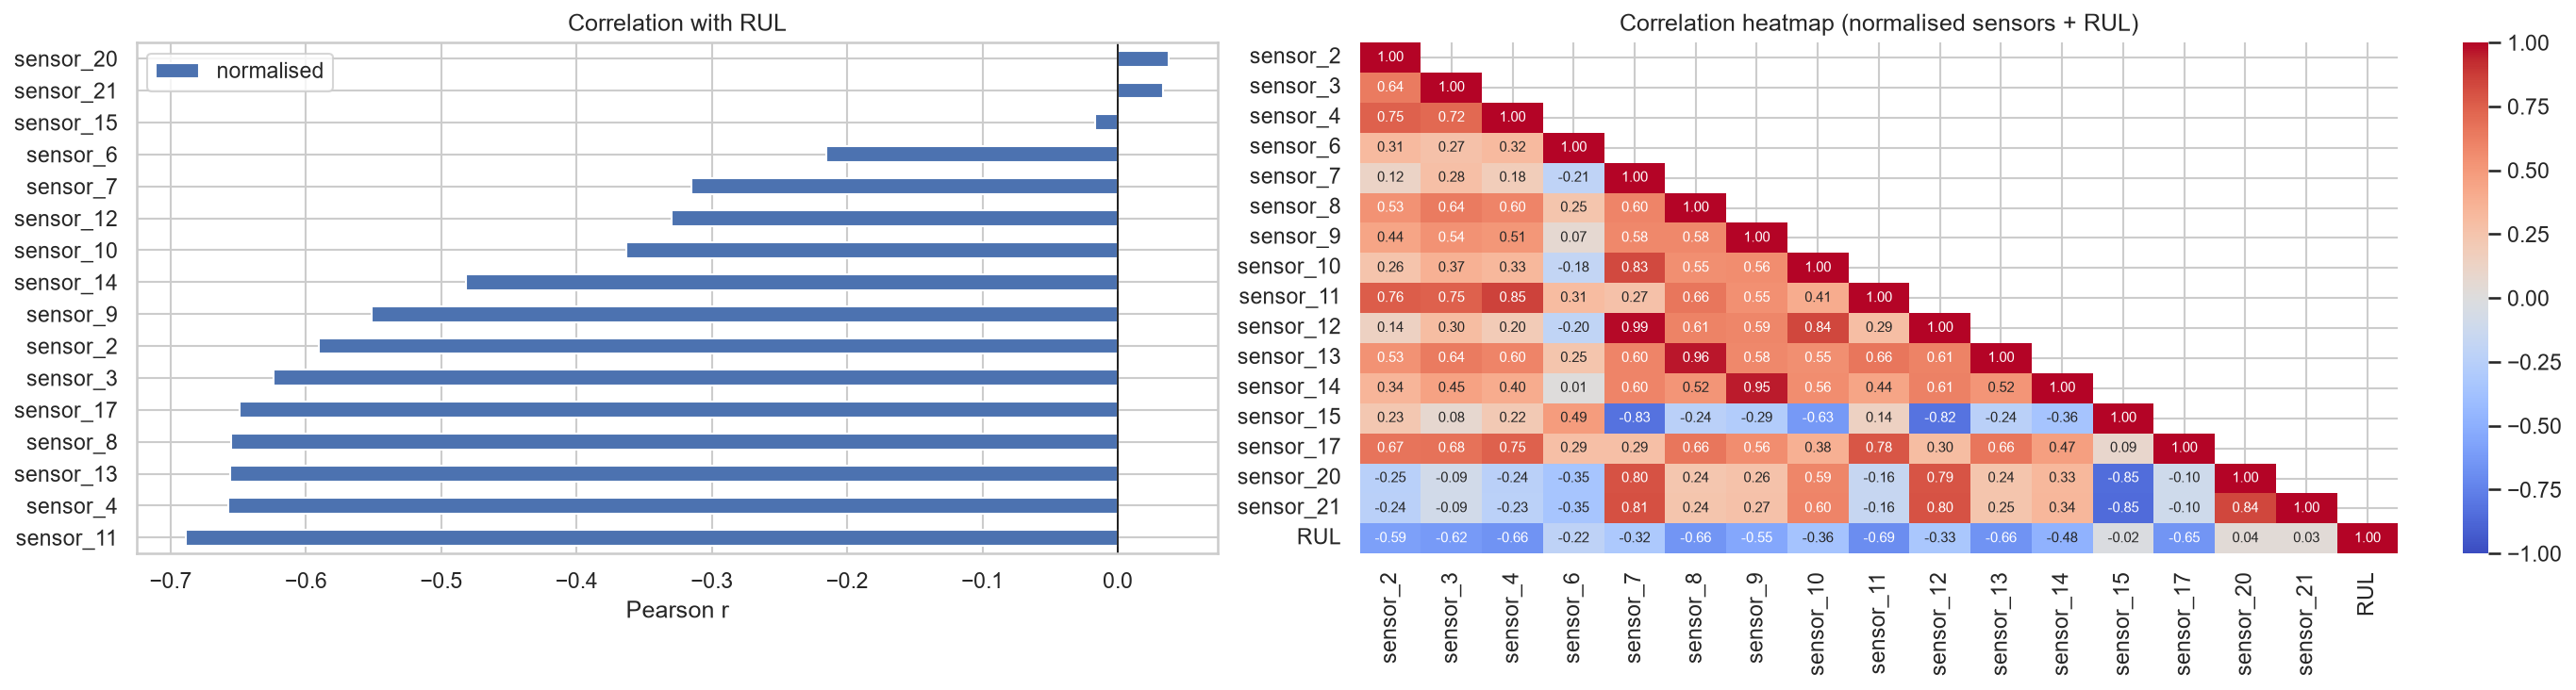 Correlation with RUL
normalised
sensor_20
sensor_21
sensor_15
sensor_6
sensor_7
sensor_12
sensor_10
sensor_14
sensor_9
sensor_2
sensor_3
sensor_17
sensor_8
sensor_13
sensor_4
sensor_11
−0.7 −0.6 −0.5 −0.4 −0.3 −0.2 −0.1 0.0
Pearson r
Correlation heatmap (normalised sensors + RUL)
sensor_2 1.00
sensor_3 0.64 1.00
sensor_4 0.75 0.72 1.00
sensor_6 0.31 0.27 0.32 1.00
sensor_7 0.12 0.28 0.18 -0.21 1.00
sensor_8 0.53 0.64 0.60 0.25 0.60 1.00
sensor_9 0.44 0.54 0.51 0.07 0.58 0.58 1.00
sensor_10 0.26 0.37 0.33 -0.18 0.83 0.55 0.56 1.00
sensor_11 0.76 0.75 0.85 0.31 0.27 0.66 0.55 0.41 1.00
sensor_12 0.14 0.30 0.20 -0.20 0.99 0.61 0.59 0.84 0.29 1.00
sensor_13 0.53 0.64 0.60 0.25 0.60 0.96 0.58 0.55 0.66 0.61 1.00
sensor_14 0.34 0.45 0.40 0.01 0.60 0.52 0.95 0.56 0.44 0.61 0.52 1.00
sensor_15 0.23 0.08 0.22 0.49 -0.83 -0.24 -0.29 -0.63 0.14 -0.82 -0.24 -0.36 1.00
sensor_17 0.67 0.68 0.75 0.29 0.29 0.66 0.56 0.38 0.78 0.30 0.66 0.47 0.09 1.00
sensor_20 -0.25 -0.09 -0.24 -0.35 0.80 0.24 0.26 0.59 -0.16 0.79 0.24 0.33 -0.85 -0.10 1.00
sensor_21 -0.24 -0.09 -0.23 -0.35 0.81 0.24 0.27 0.60 -0.16 0.80 0.25 0.34 -0.85 -0.10 0.84 1.00
RUL -0.59 -0.62 -0.66 -0.22 -0.32 -0.66 -0.55 -0.36 -0.69 -0.33 -0.66 -0.48 -0.02 -0.65 0.04 0.03 1.00
sensor_2 sensor_3 sensor_4 sensor_6 sensor_7 sensor_8 sensor_9 sensor_10 sensor_11 sensor_12 sensor_13 sensor_14 sensor_15 sensor_17 sensor_20 sensor_21 RUL
1.00
0.75
0.50
0.25
0.00
−0.25
−0.50
−0.75
−1.00